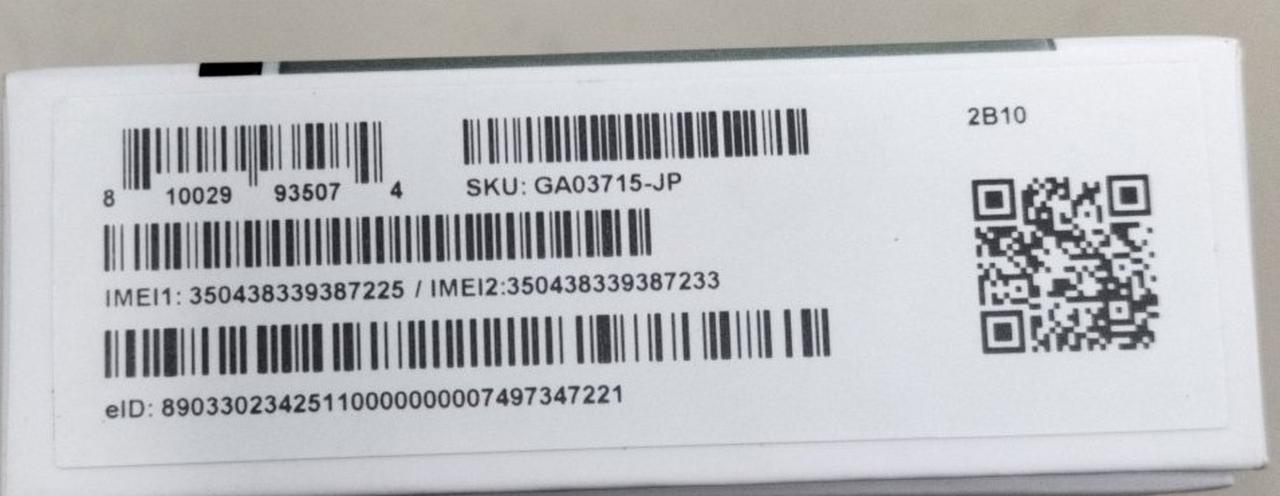 2B10
8 10029 93507 4
SKU: GA03715-JP
IMEI1: 350438339387225 / IMEI2:350438339387233
eID: 89033023425110000000007497347221